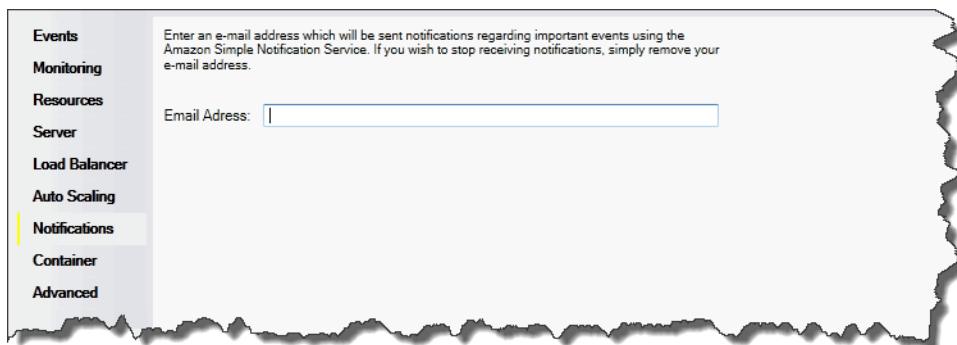 Events
Monitoring
Resources
Server
Load Balancer
Auto Scaling
Notifications
Container
Advanced
Enter an e-mail address which will be sent notifications regarding important events using the
Amazon Simple Notification Service. If you wish to stop receiving notifications, simply remove your
e-mail address.
Email Adress: